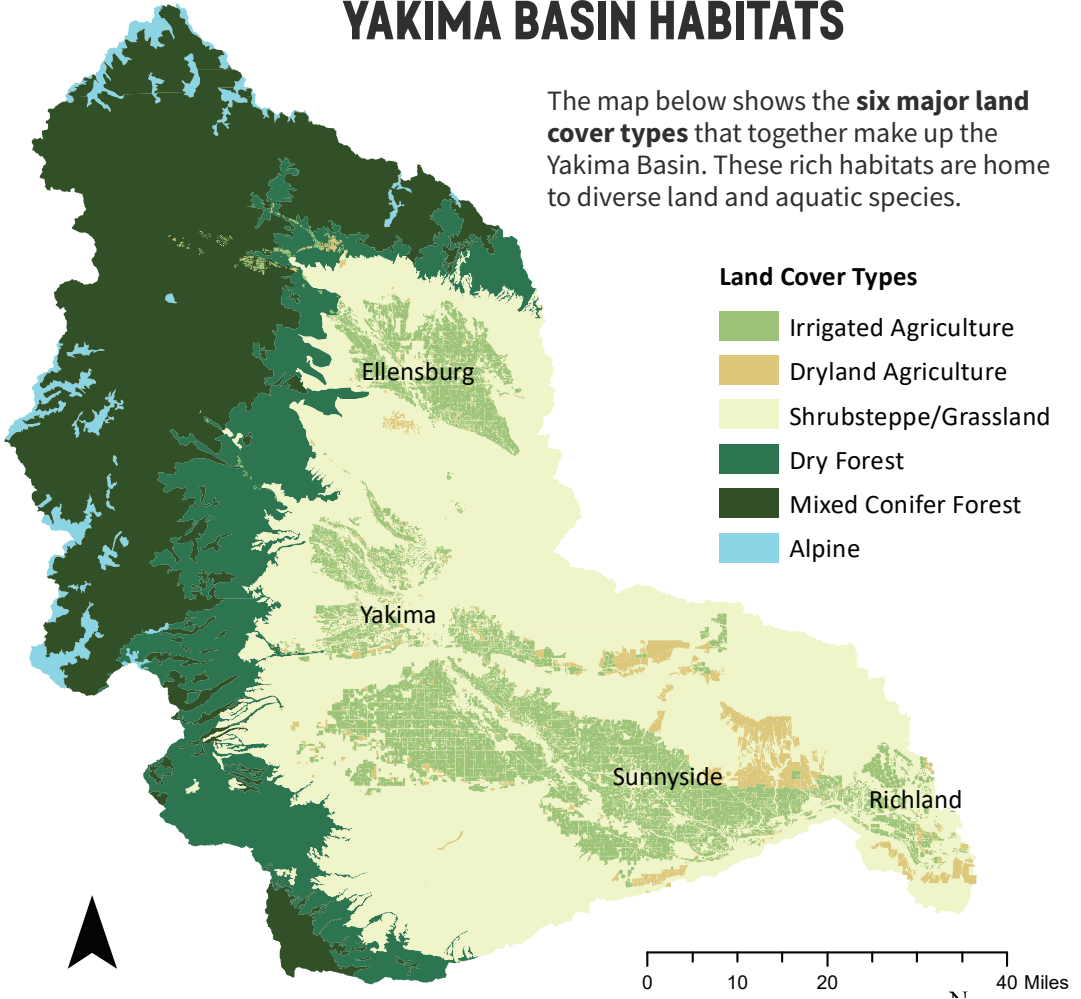 YAKIMA BASIN HABITATS
The map below shows the six major land
cover types that together make up the
Yakima Basin. These rich habitats are home
to diverse land and aquatic species.
Land Cover Types
Irrigated Agriculture
Dryland Agriculture
Shrubsteppe/Grassland
Dry Forest
Mixed Conifer Forest
Alpine
Ellensburg
Yakima
Sunnyside
Richland
0 10 20 40 Miles
N